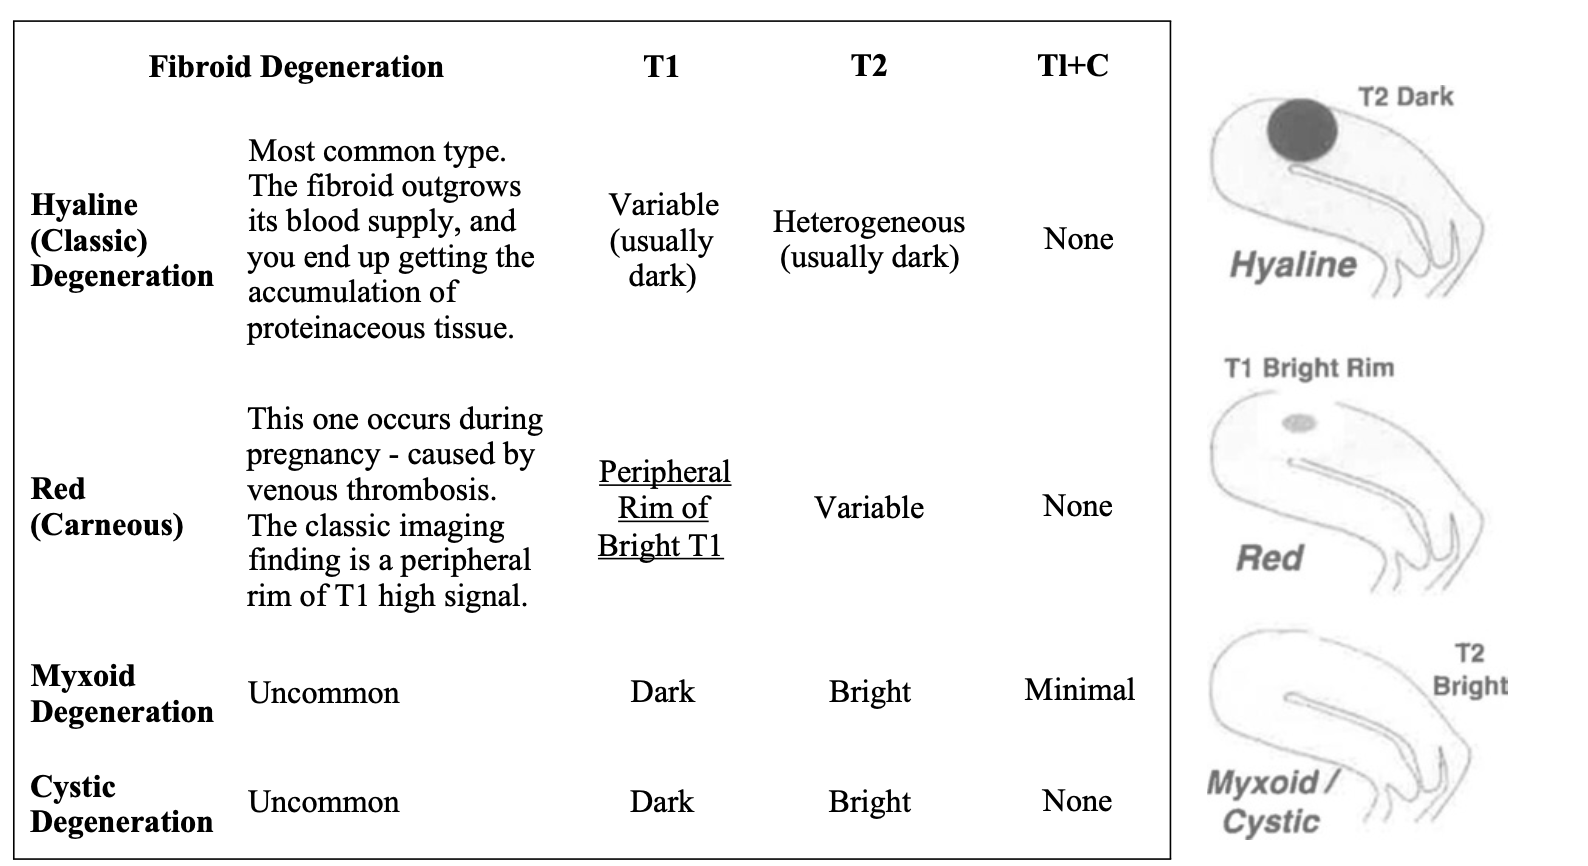 Fibroid Degeneration T1 T2 Tl+C
Hyaline
(Classic)
Degeneration
Most common type.
The fibroid outgrows
its blood supply, and
you end up getting the
accumulation of
proteinaceous tissue.
Variable
(usually
dark)
Heterogeneous
(usually dark)
None
Red
(Carneous)
This one occurs during
pregnancy - caused by
venous thrombosis.
The classic imaging
finding is a peripheral
rim of T1 high signal.
Peripheral
Rim of
Bright T1
Variable
None
Myxoid
Degeneration
Uncommon
Dark
Bright
Minimal
Cystic
Degeneration
Uncommon
Dark
Bright
None
T2 Dark
Hyaline
T1 Bright Rim
Red
T2
Bright
Myxoid /
Cystic